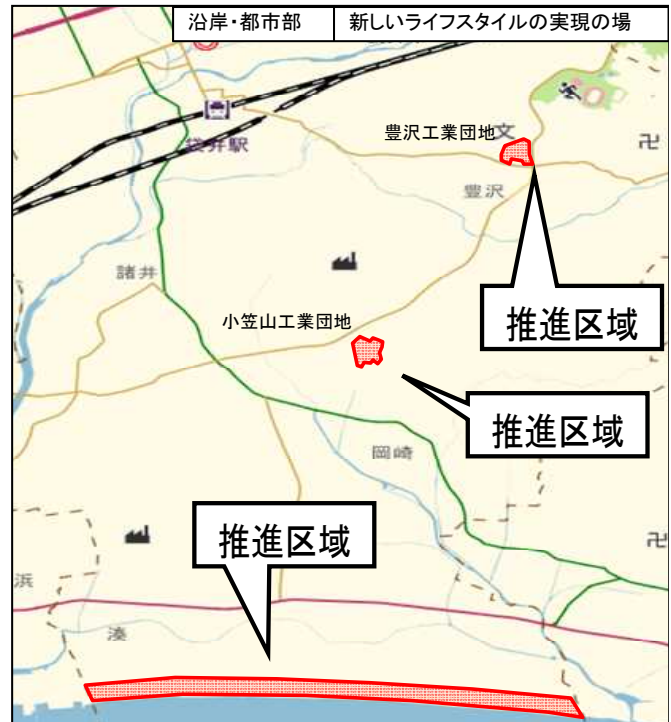 沿岸・都市部 新しいライフスタイルの実現の場
袋井駅
豊沢工業団地
文
豊沢
諸井
推進区域
小笠山工業団地
推進区域
岡崎
推進区域
浜
湊